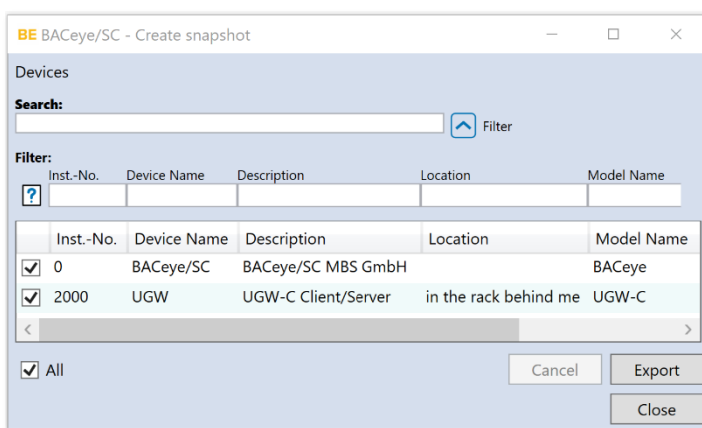 BE BACeye/SC - Create snapshot
Devices
Search:
Filter
Filter:
Inst.-No. Device Name Description Location Model Name
?
Inst.-No. Device Name Description Location Model Name
0 BACeye/SC BACeye/SC MBS GmbH BACeye
2000 UGW UGW-C Client/Server in the rack behind me UGW-C
All Cancel Export
Close